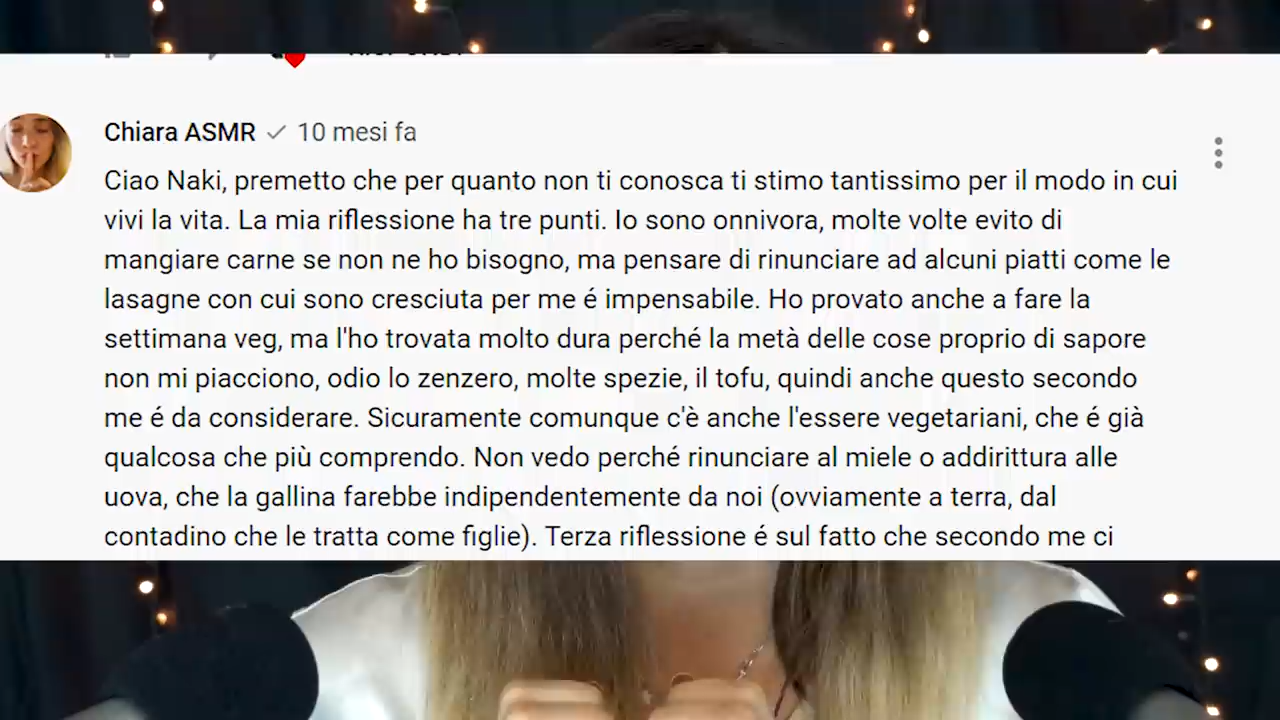 Chiara ASMR ✓ 10 mesi fa
Ciao Naki, premetto che per quanto non ti conosca ti stimo tantissimo per il modo in cui
vivi la vita. La mia riflessione ha tre punti. Io sono onnivora, molte volte evito di
mangiare carne se non ne ho bisogno, ma pensare di rinunciare ad alcuni piatti come le
lasagne con cui sono cresciuta per me é impensabile. Ho provato anche a fare la
settimana veg, ma l'ho trovata molto dura perché la metà delle cose proprio di sapore
non mi piacciono, odio lo zenzero, molte spezie, il tofu, quindi anche questo secondo
me é da considerare. Sicuramente comunque c'è anche l'essere vegetariani, che é già
qualcosa che più comprendo. Non vedo perché rinunciare al miele o addirittura alle
uova, che la gallina farebbe indipendentemente da noi (ovviamente a terra, dal
contadino che le tratta come figlie). Terza riflessione é sul fatto che secondo me ci